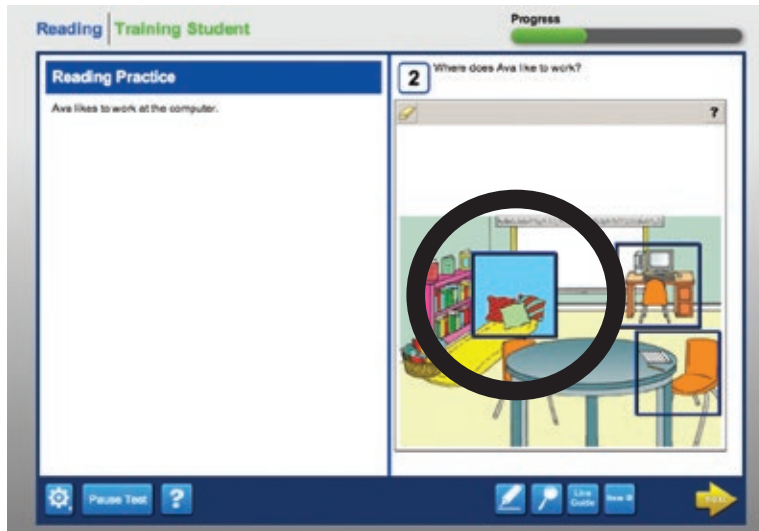 Reading Training Student
Progress
Reading Practice
Ava likes to work at the computer.
2
Where does Ava like to work?
?
Pause Test
?
Line
Guide
Next